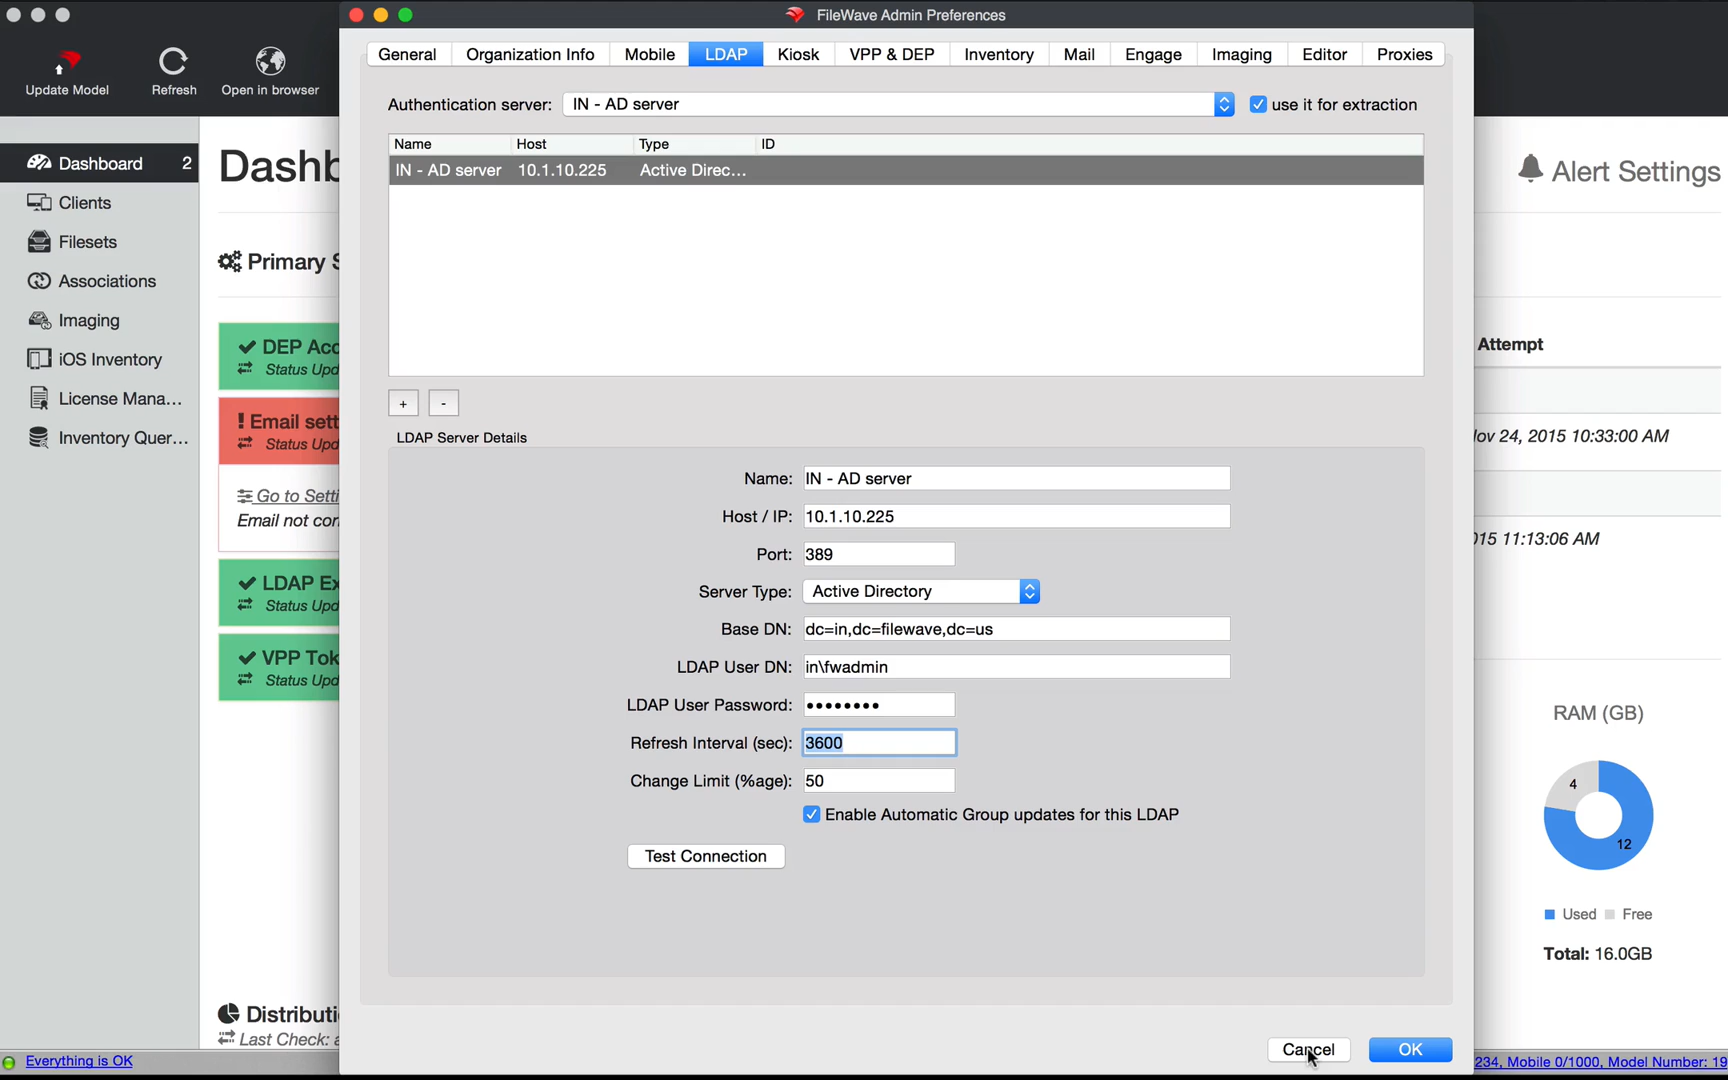 FileWave Admin Preferences
Update Model
Refresh
Open in browser
General
Organization Info
Mobile
LDAP
Kiosk
VPP & DEP
Inventory
Mail
Engage
Imaging
Editor
Proxies
Authentication server:
IN - AD server
use it for extraction
Name
Host
Type
ID
IN - AD server
10.1.10.225
Active Direc...
+
-
LDAP Server Details
Name:
IN - AD server
Host / IP:
10.1.10.225
Port:
389
Server Type:
Active Directory
Base DN:
dc=in,dc=filewave,dc=us
LDAP User DN:
in\fwadmin
LDAP User Password:
••••••••
Refresh Interval (sec):
3600
Change Limit (%age):
50
Enable Automatic Group updates for this LDAP
Test Connection
Cancel
OK
Dashboard 2
Clients
Filesets
Associations
Imaging
iOS Inventory
License Mana...
Inventory Quer...
Dashb
Primary S
DEP Acc
Status Upd
! Email sett
Status Upd
Go to Setti
Email not con
LDAP Ex
Status Upd
VPP Tok
Status Upd
Distributi
Last Check: a
Everything is OK
Alert Settings
Attempt
lov 24, 2015 10:33:00 AM
015 11:13:06 AM
RAM (GB)
4
12
Used
Free
Total: 16.0GB
234, Mobile 0/1000, Model Number: 19